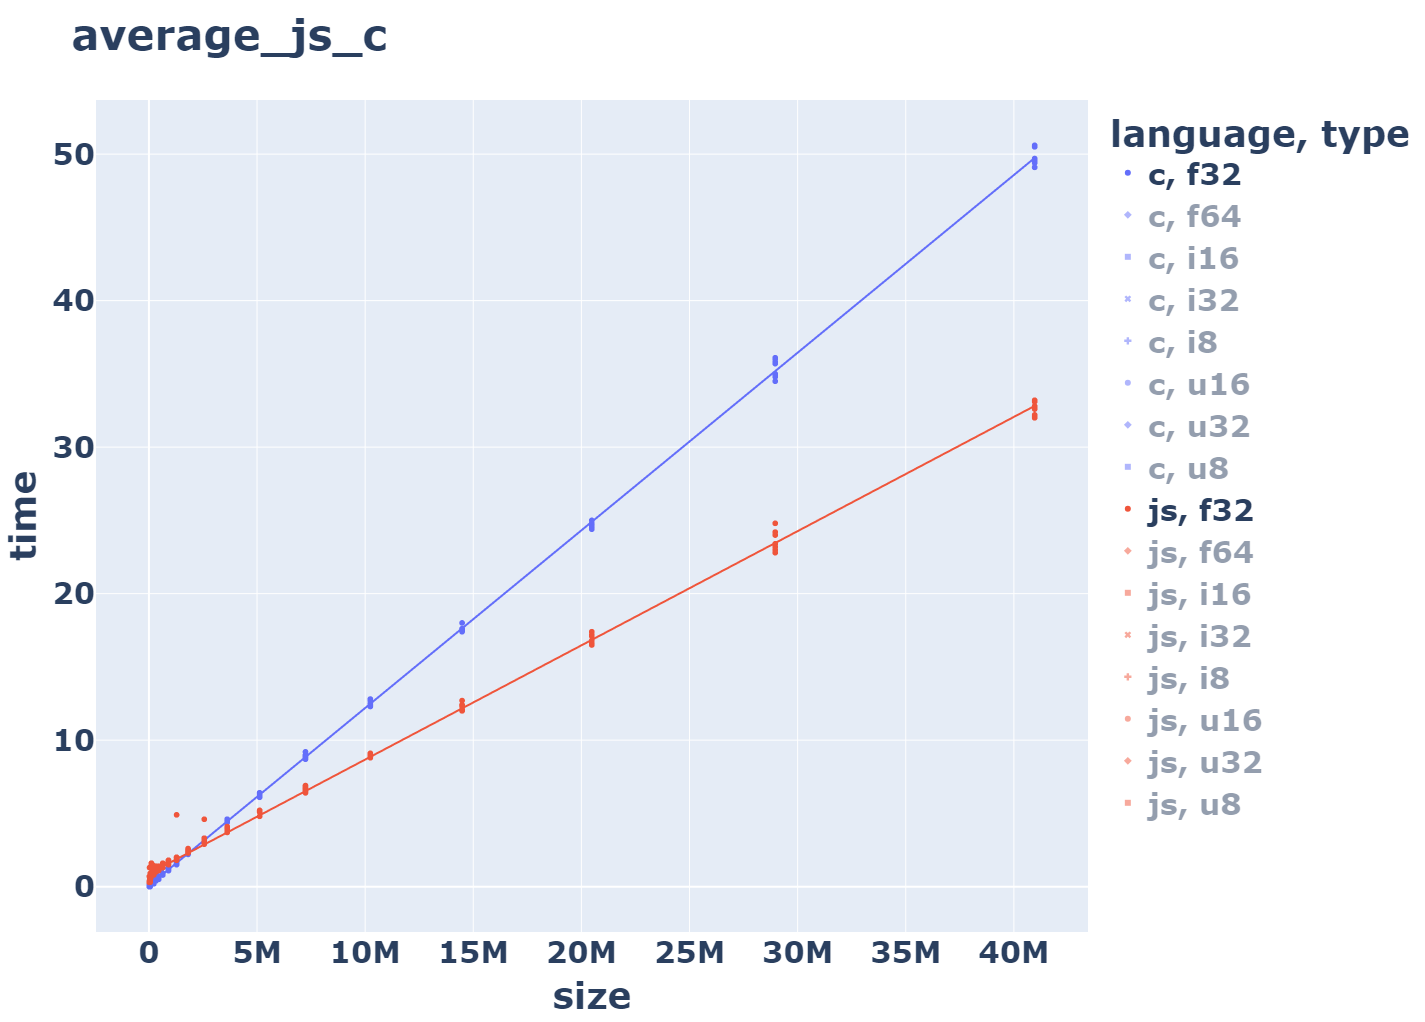 average_js_c
50
40
30
20
10
0
time
0 5M 10M 15M 20M 25M 30M 35M 40M
size
language, type
c, f32
c, f64
c, i16
c, i32
c, i8
c, u16
c, u32
c, u8
js, f32
js, f64
js, i16
js, i32
js, i8
js, u16
js, u32
js, u8